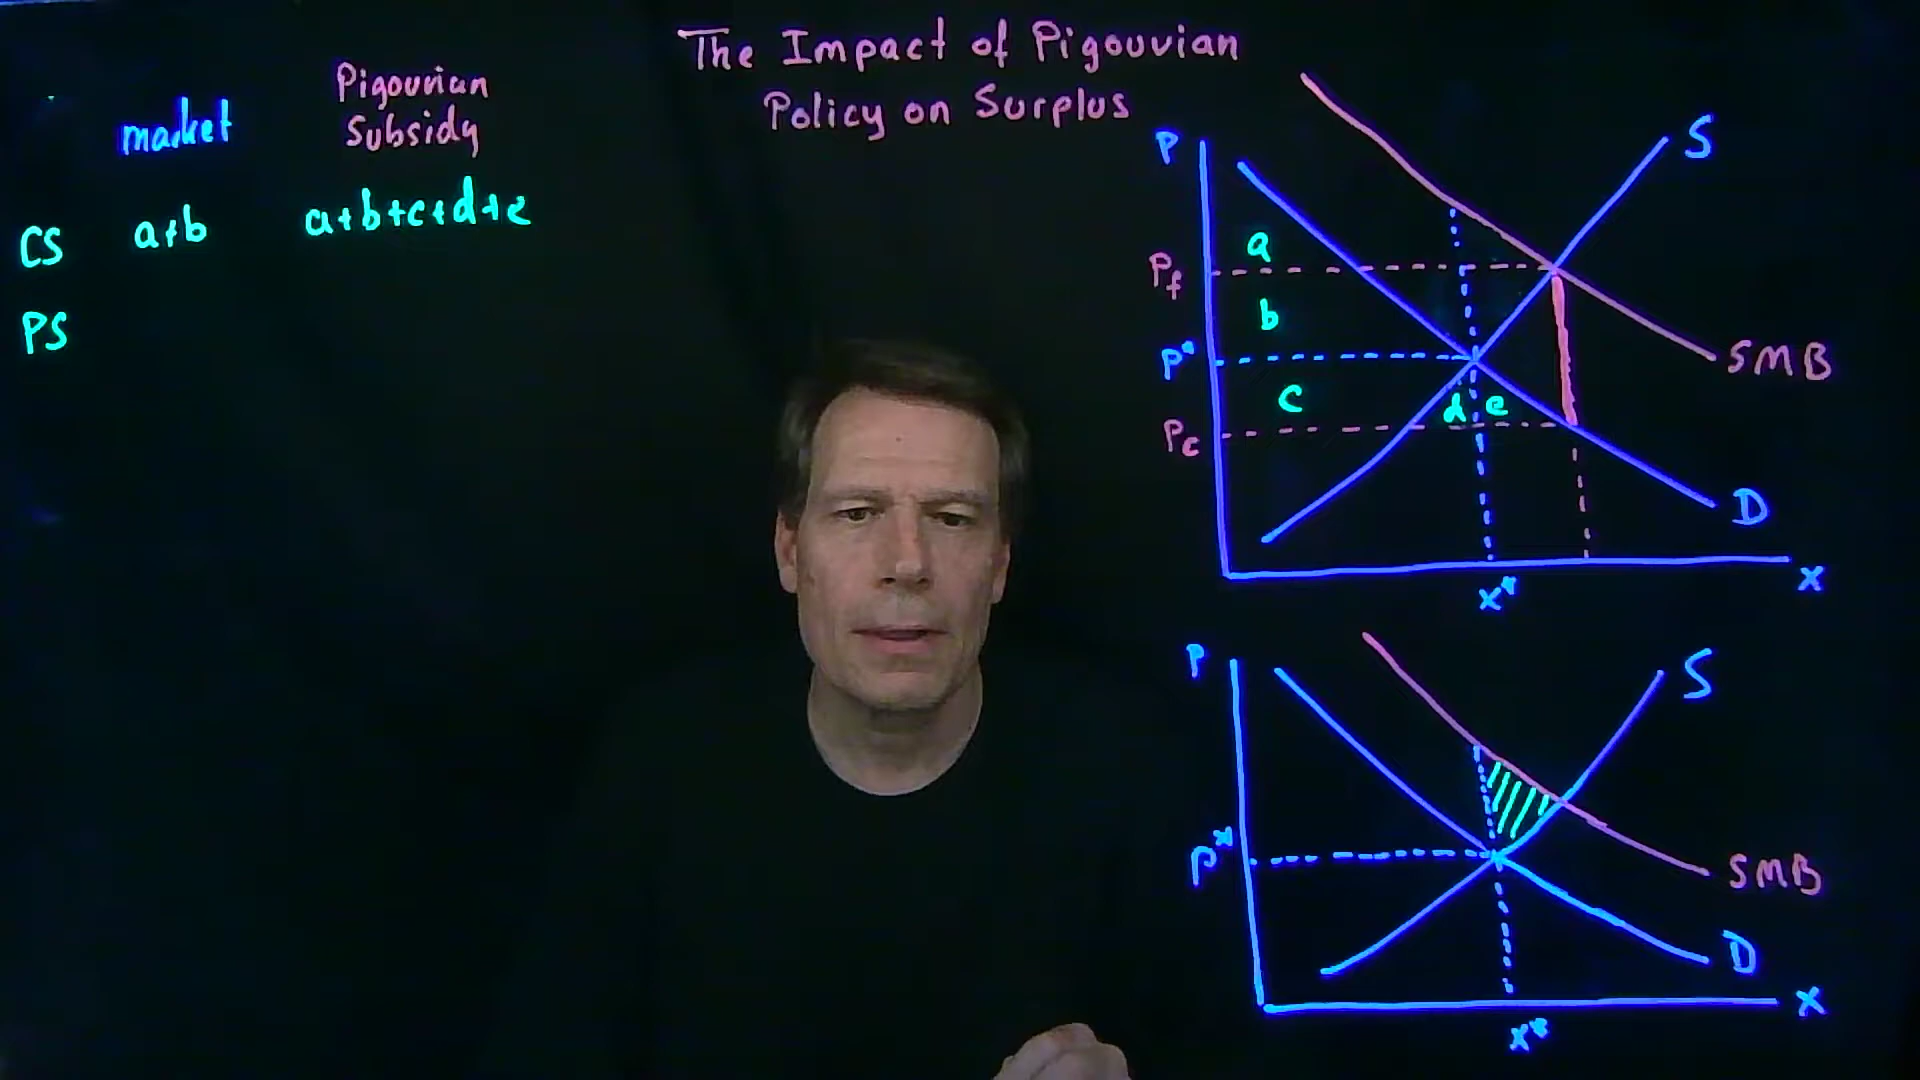 The Impact of Pigouvian
Policy on Surplus
market
Pigouvian
Subsidy
CS
a+b
a+b+c+d+e
PS
P
S
a
Pf
b
P*
SMB
c
d
e
Pc
D
X
X*
P
S
P*
SMB
D
X
X*